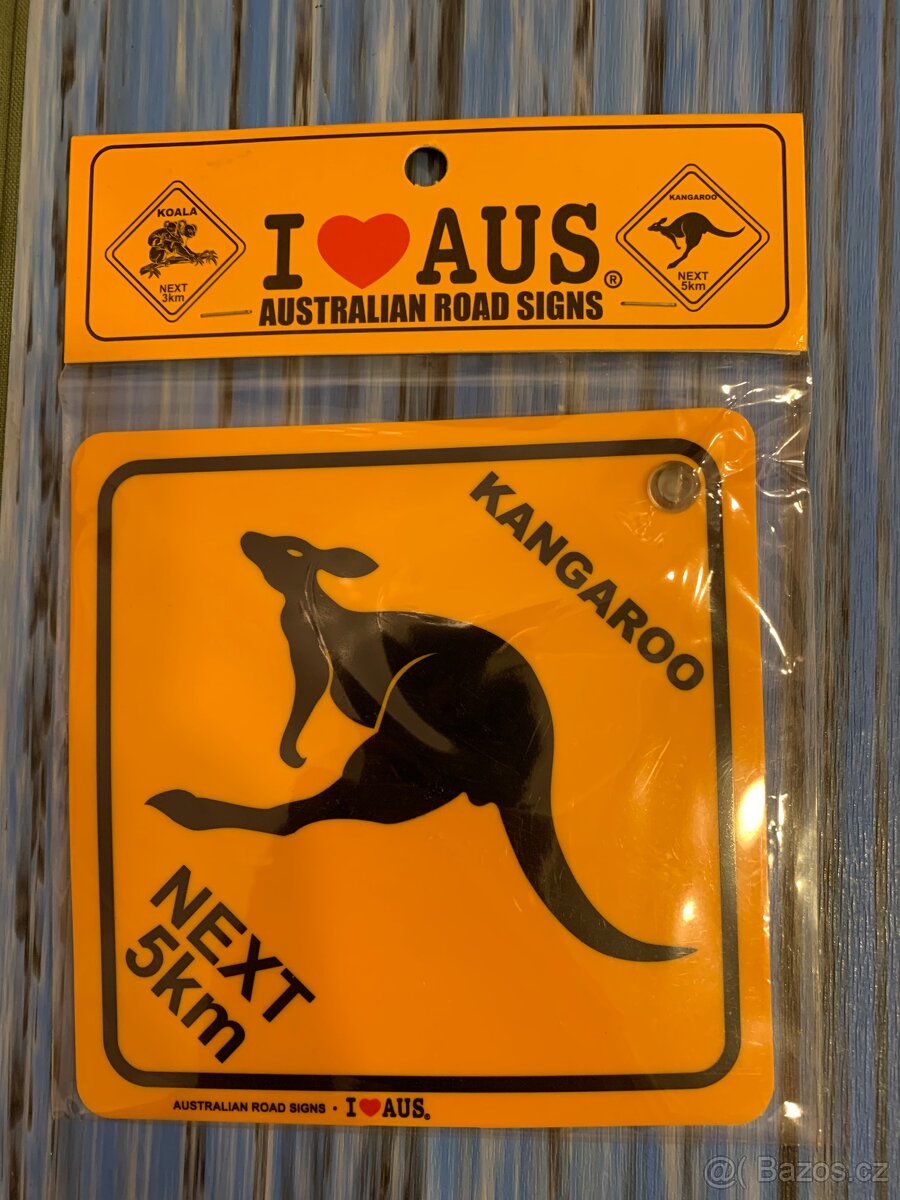 KOALA
NEXT
3km
I ❤ AUS®
AUSTRALIAN ROAD SIGNS
KANGAROO
NEXT
5km
KANGAROO
NEXT
5km
AUSTRALIAN ROAD SIGNS • I ❤ AUS®
@( Bazos.cz